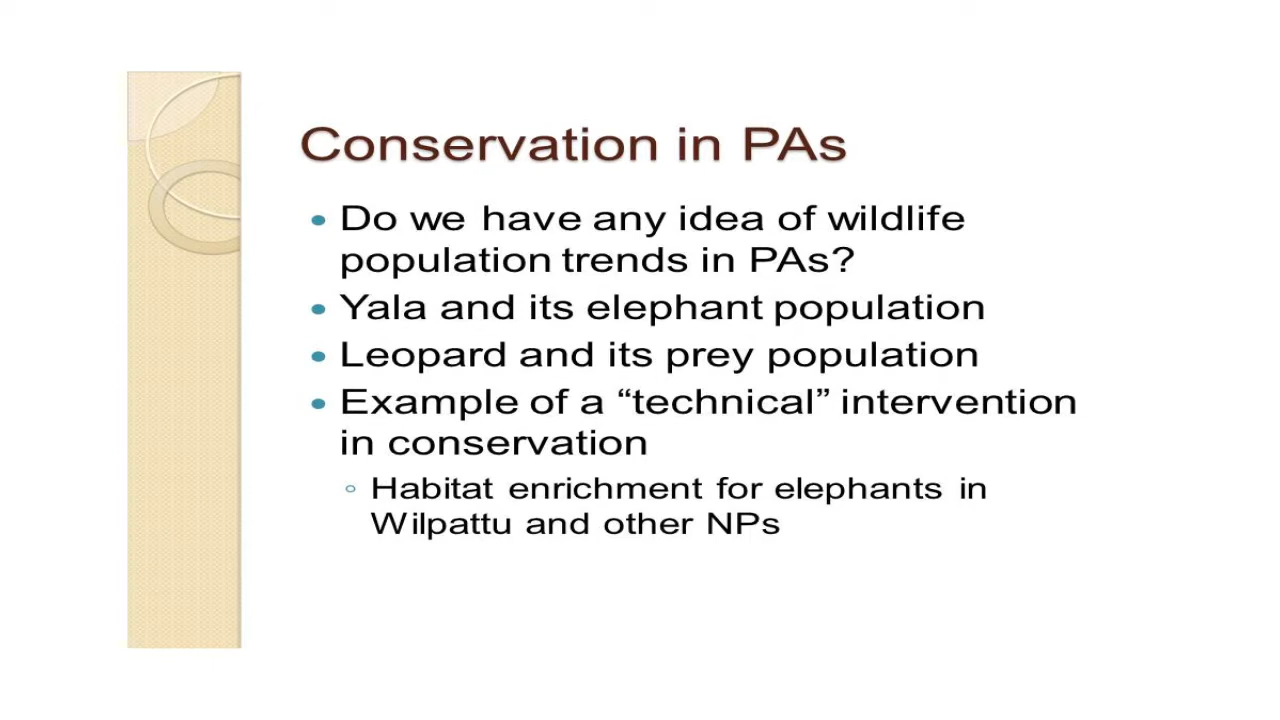 Conservation in PAs
• Do we have any idea of wildlife
population trends in PAs?
• Yala and its elephant population
• Leopard and its prey population
• Example of a “technical” intervention
in conservation
◦ Habitat enrichment for elephants in
Wilpattu and other NPs